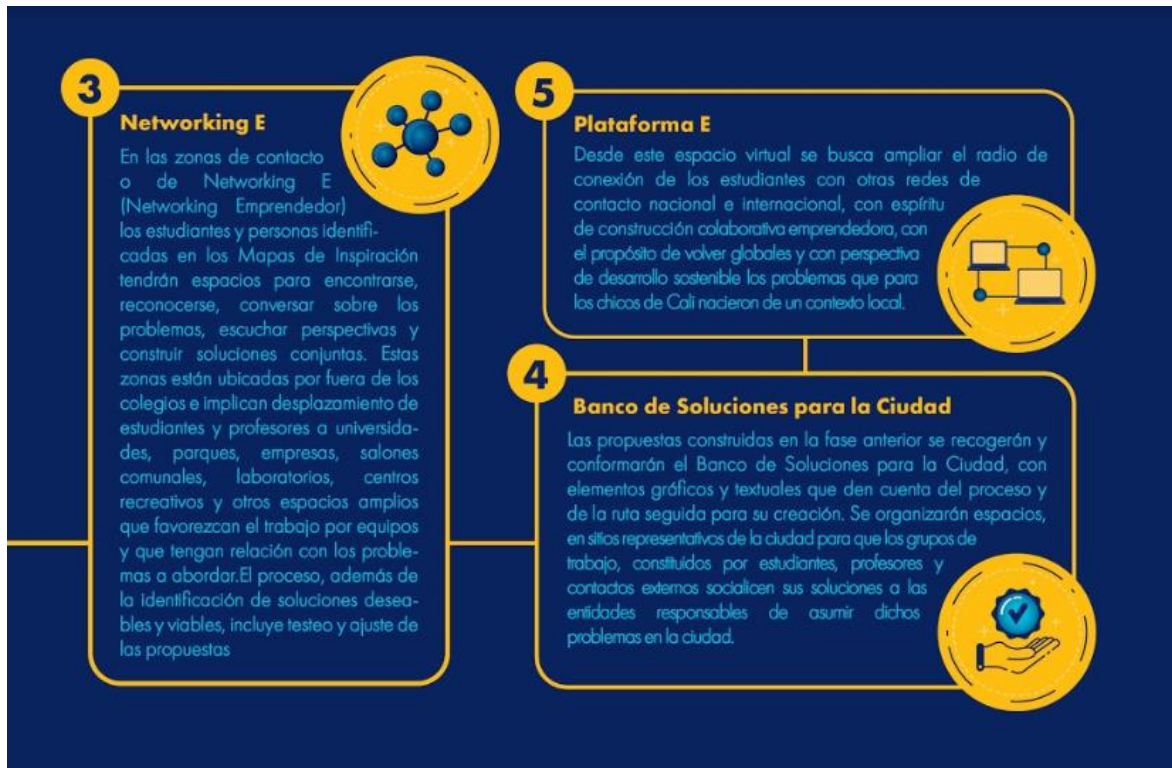 3
Networking E
En las zonas de contacto
o de Networking E
(Networking Emprendedor)
los estudiantes y personas identifi-
cadas en los Mapas de Inspiración
tendrán espacios para encontrarse,
reconocerse, conversar sobre los
problemas, escuchar perspectivas y
construir soluciones conjuntas. Estas
zonas están ubicadas por fuera de los
colegios e implican desplazamiento de
estudiantes y profesores a universida-
des, parques, empresas, salones
comunales, laboratorios, centros
recreativos y otros espacios amplios
que favorezcan el trabajo por equipos
y que tengan relación con los proble-
mas a abordar.El proceso, además de
la identificación de soluciones desea-
bles y viables, incluye testeo y ajuste de
las propuestas
5
Plataforma E
Desde este espacio virtual se busca ampliar el radio de
conexión de los estudiantes con otras redes de
contacto nacional e internacional, con espíritu
de construcción colaborativa emprendedora, con
el propósito de volver globales y con perspectiva
de desarrollo sostenible los problemas que para
los chicos de Cali nacieron de un contexto local.
4
Banco de Soluciones para la Ciudad
Las propuestas construidas en la fase anterior se recogerán y
conformarán el Banco de Soluciones para la Ciudad, con
elementos gráficos y textuales que den cuenta del proceso y
de la ruta seguida para su creación. Se organizarán espacios,
en sitios representativos de la ciudad para que los grupos de
trabajo, constituidos por estudiantes, profesores y
contactos externos socialicen sus soluciones a las
entidades responsables de asumir dichos
problemas en la ciudad.